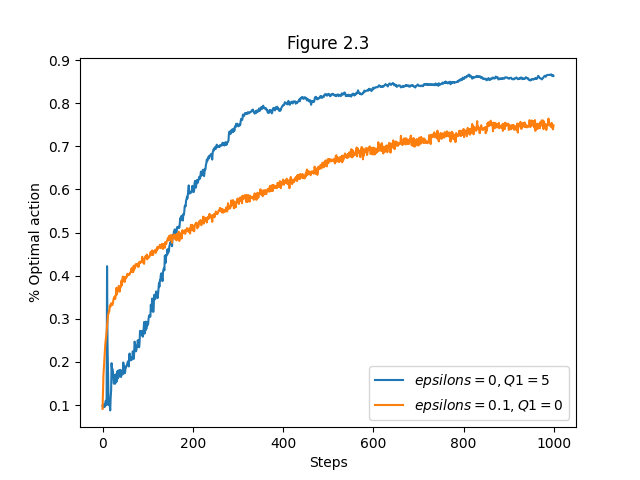 Figure 2.3
% Optimal action
0.9
0.8
0.7
0.6
0.5
0.4
0.3
0.2
0.1
0 200 400 600 800 1000
Steps
epsilons = 0, Q1 = 5
epsilons = 0.1, Q1 = 0